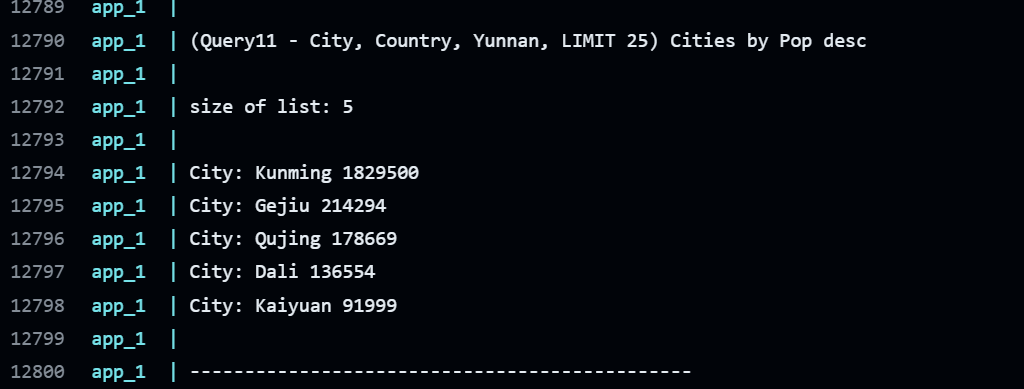 12789 app_1 |
12790 app_1 | (Query11 - City, Country, Yunnan, LIMIT 25) Cities by Pop desc
12791 app_1 |
12792 app_1 | size of list: 5
12793 app_1 |
12794 app_1 | City: Kunming 1829500
12795 app_1 | City: Gejiu 214294
12796 app_1 | City: Qujing 178669
12797 app_1 | City: Dali 136554
12798 app_1 | City: Kaiyuan 91999
12799 app_1 |
12800 app_1 | ----------------------------------------------